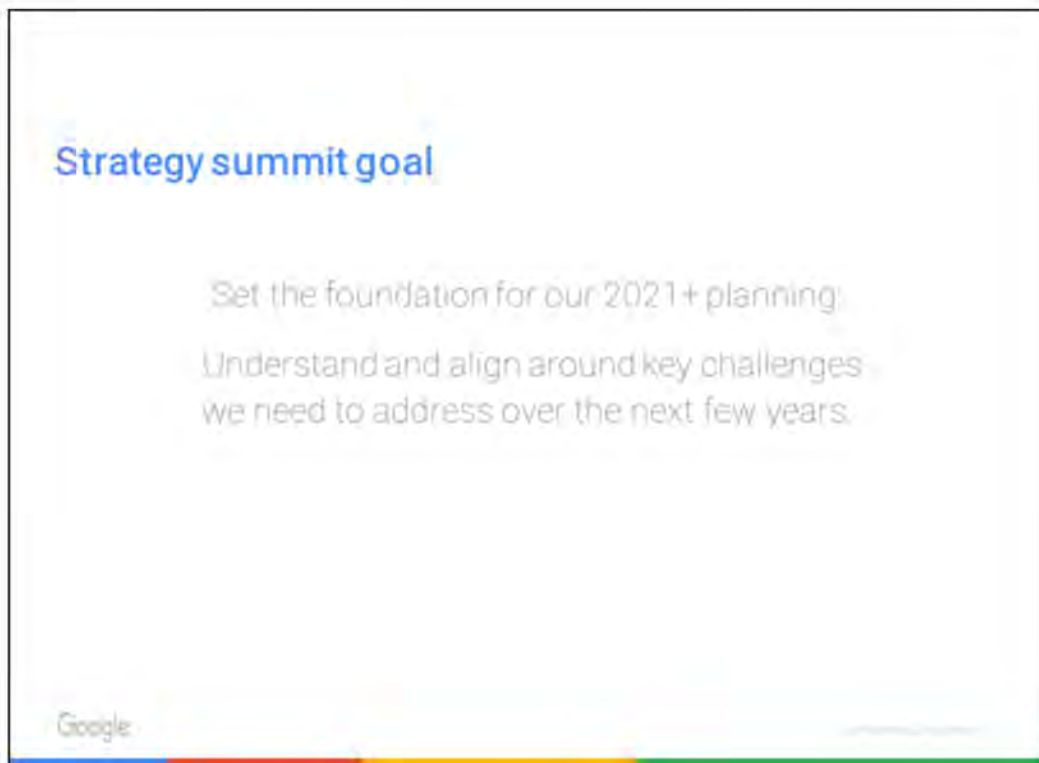 Strategy summit goal
Set the foundation for our 2021+ planning:
Understand and align around key challenges
we need to address over the next few years.
Google